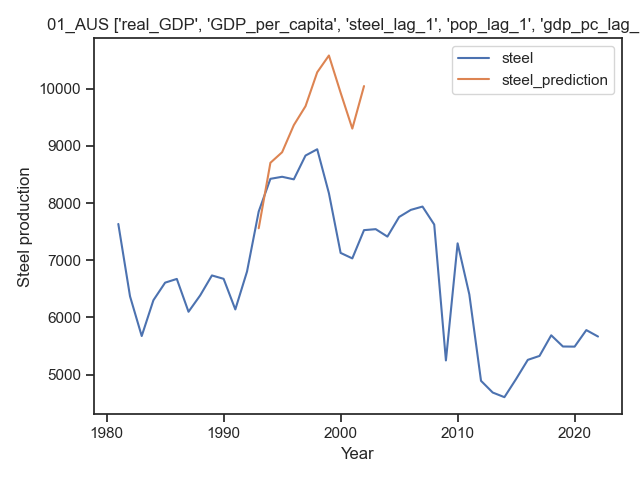 01_AUS ['real_GDP', 'GDP_per_capita', 'steel_lag_1', 'pop_lag_1', 'gdp_pc_lag_
steel
steel_prediction
10000
9000
8000
7000
6000
5000
Steel production
1980 1990 2000 2010 2020
Year